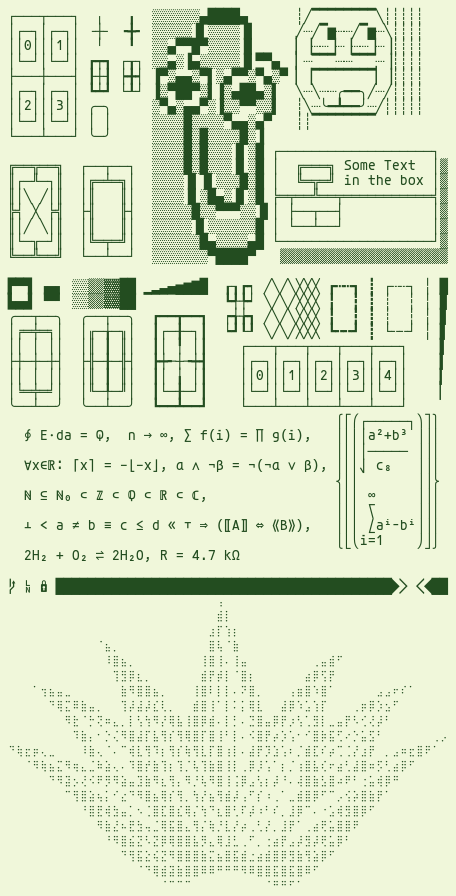 0 1
2 3
Some Text
in the box
0 1 2 3 4
∮ E⋅da = Q,  n → ∞, ∑ f(i) = ∏ g(i),
∀x∈ℝ: ⌈x⌉ = −⌊−x⌋, α ∧ ¬β = ¬(¬α ∨ β),
ℕ ⊆ ℕ₀ ⊂ ℤ ⊂ ℚ ⊂ ℝ ⊂ ℂ,
⊥ < a ≠ b ≡ c ≤ d ≪ ⊤ ⇒ (⟦A⟧ ⇔ ⟪B⟫),
2H₂ + O₂ ⇌ 2H₂O, R = 4.7 kΩ
a²+b³
c₈
∞
∑aⁱ-bⁱ
i=1